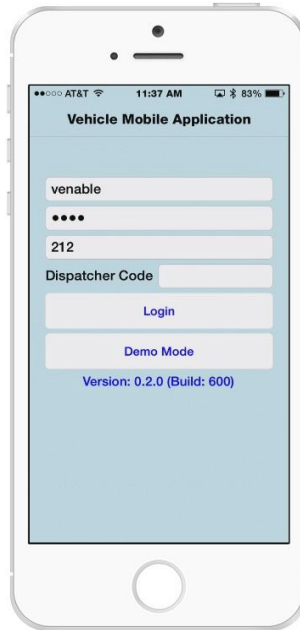 AT&T 11:37 AM 83%
Vehicle Mobile Application
venable
••••
212
Dispatcher Code
Login
Demo Mode
Version: 0.2.0 (Build: 600)